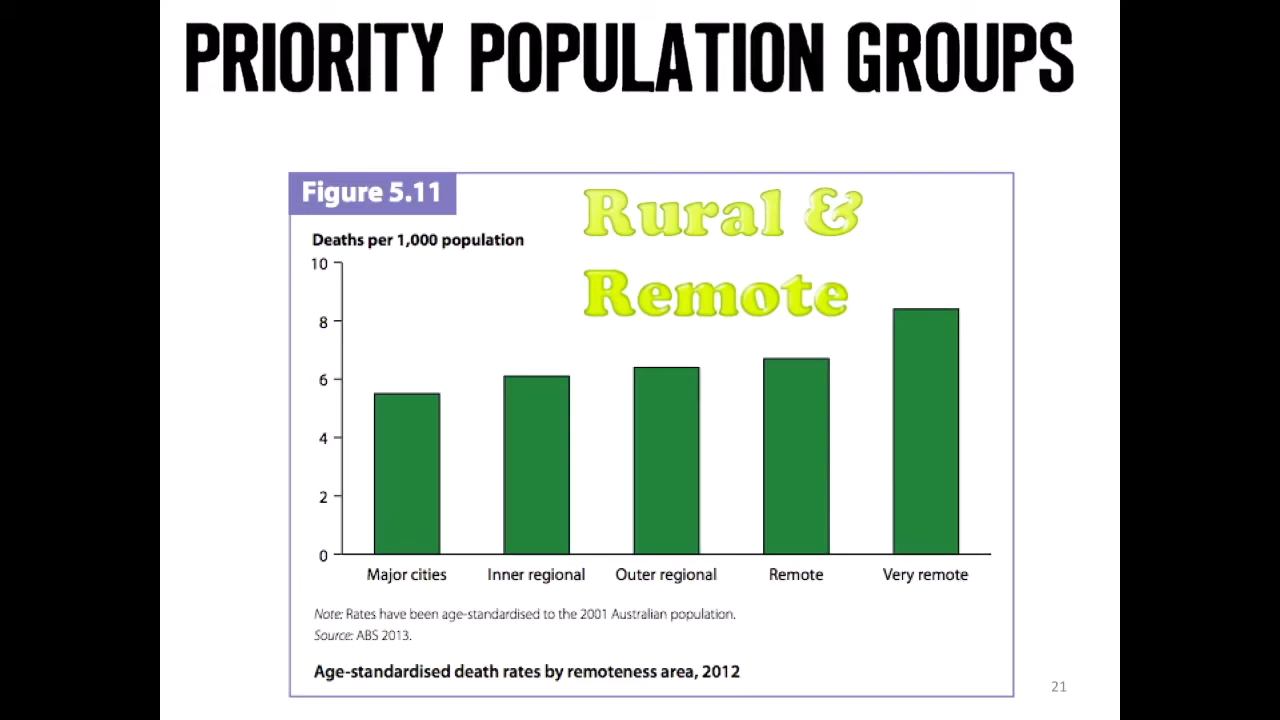 PRIORITY POPULATION GROUPS
Figure 5.11
Rural &
Remote
Deaths per 1,000 population
10
8
6
4
2
0
Major cities Inner regional Outer regional Remote Very remote
Note: Rates have been age-standardised to the 2001 Australian population.
Source: ABS 2013.
Age-standardised death rates by remoteness area, 2012
21